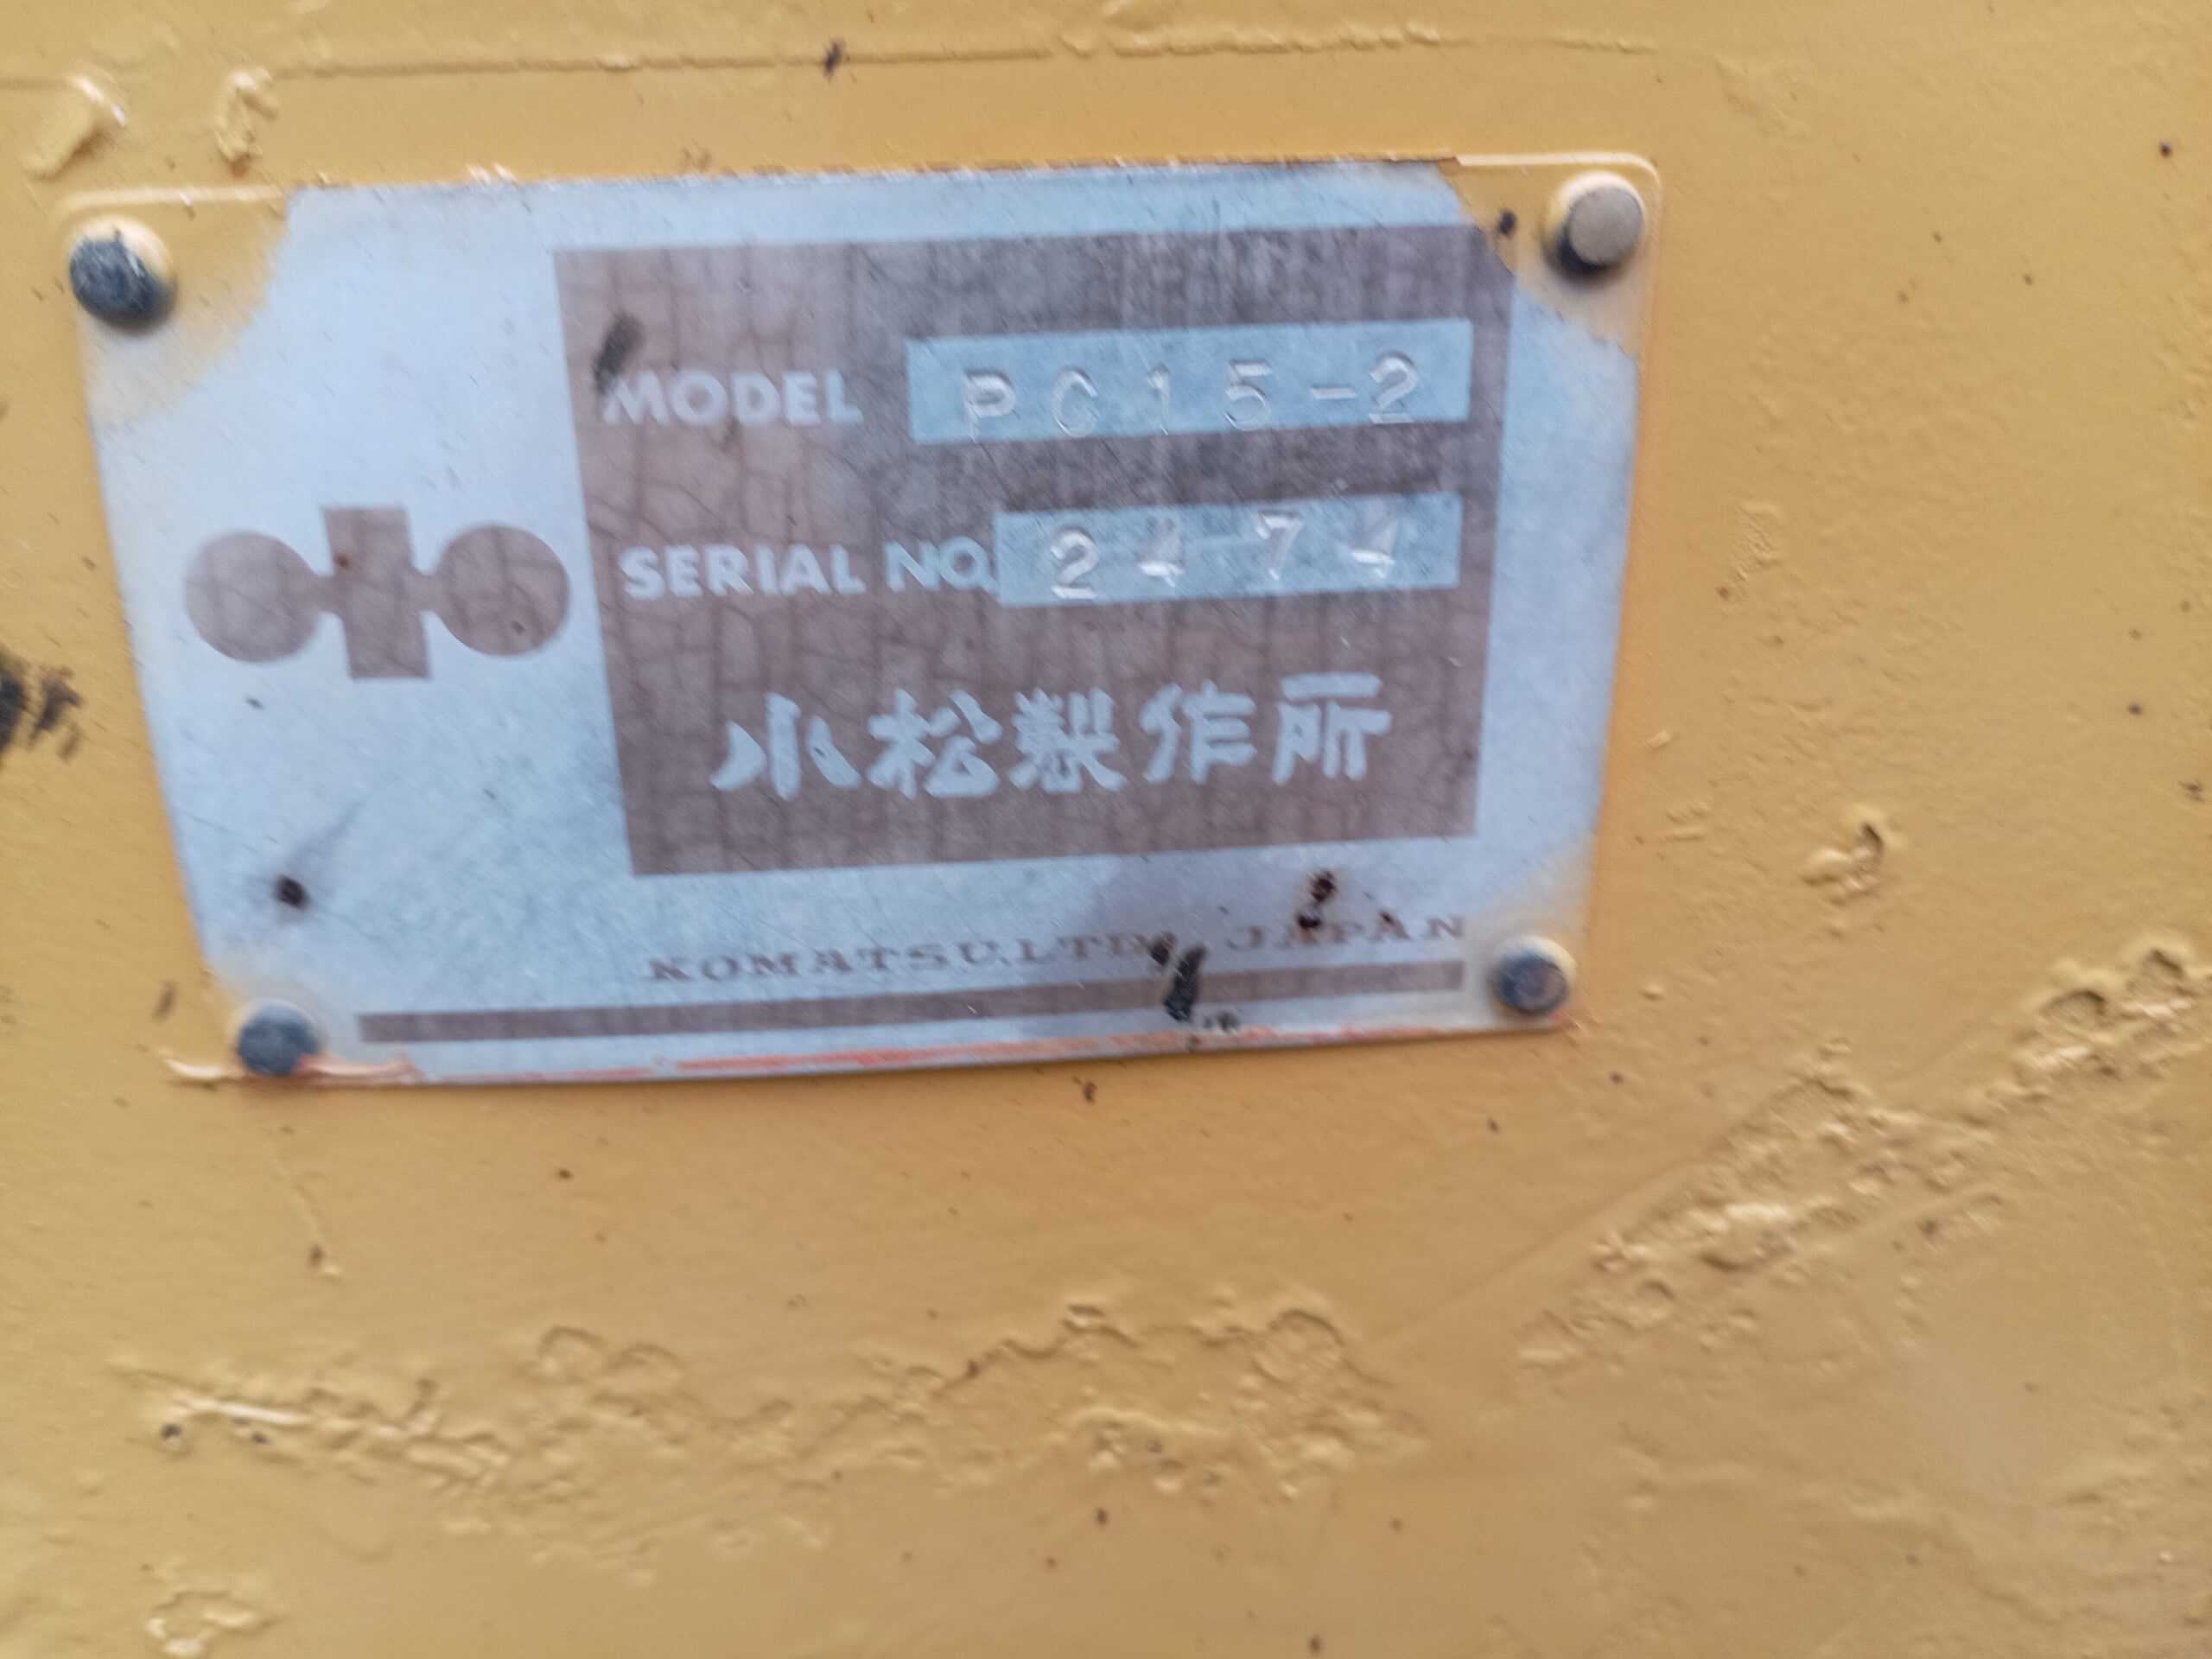 MODEL PC15-2
SERIAL NO. 2474
小松製作所
KOMATSU,LTD. JAPAN